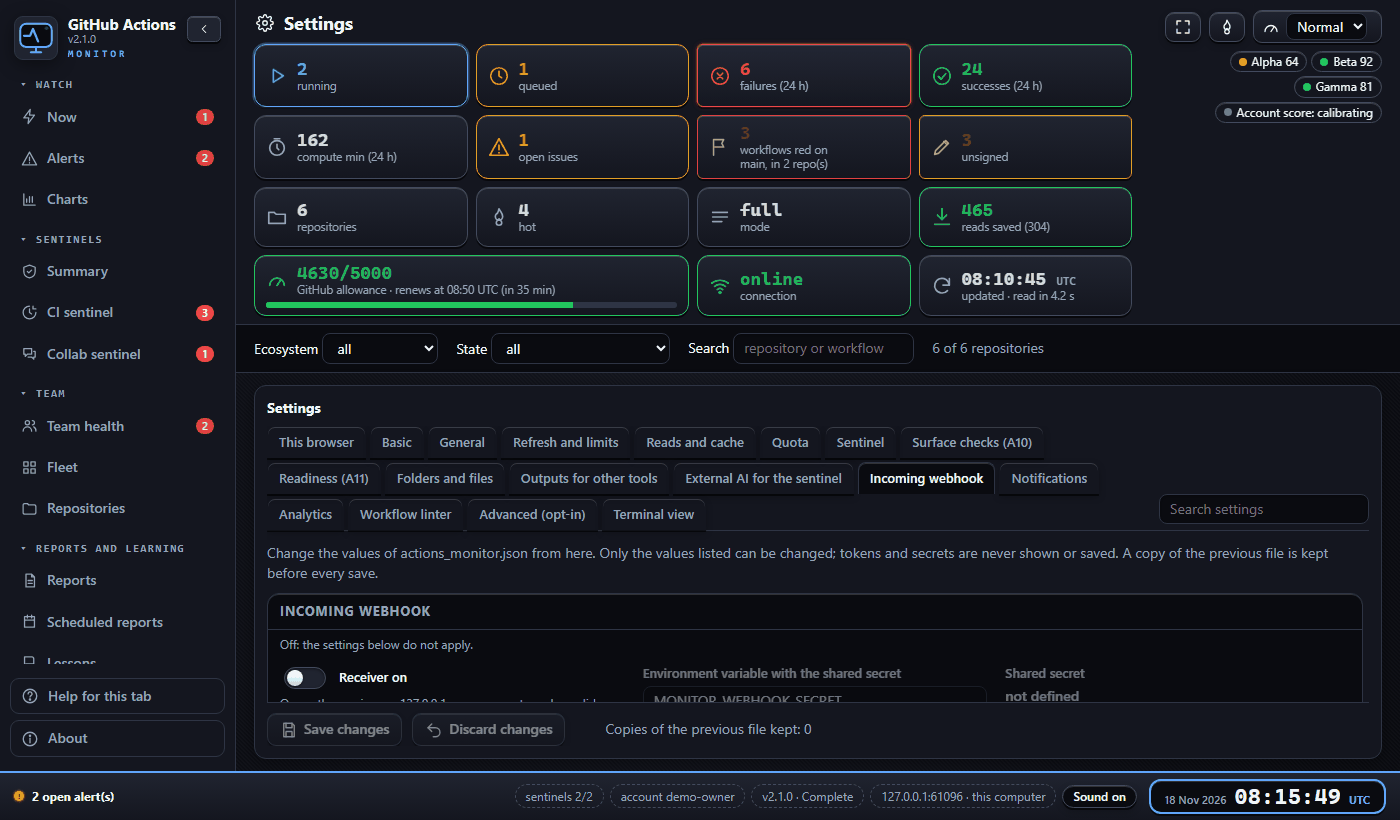 GitHub Actions
v2.1.0
MONITOR
WATCH
Now 1
Alerts 2
Charts
SENTINELS
Summary
CI sentinel 3
Collab sentinel 1
TEAM
Team health 2
Fleet
Repositories
REPORTS AND LEARNING
Reports
Scheduled reports
Lessons
Help for this tab
About
Settings
Normal
Alpha 64
Beta 92
Gamma 81
Account score: calibrating
2
running
1
queued
6
failures (24 h)
24
successes (24 h)
162
compute min (24 h)
1
open issues
3
workflows red on
main, in 2 repo(s)
3
unsigned
6
repositories
4
hot
full
mode
465
reads saved (304)
4630/5000
GitHub allowance · renews at 08:50 UTC (in 35 min)
online
connection
08:10:45 UTC
updated · read in 4.2 s
Ecosystem all State all Search repository or workflow 6 of 6 repositories
Settings
This browser Basic General Refresh and limits Reads and cache Quota Sentinel Surface checks (A10)
Readiness (A11) Folders and files Outputs for other tools External AI for the sentinel Incoming webhook Notifications
Analytics Workflow linter Advanced (opt-in) Terminal view
Search settings
Change the values of actions_monitor.json from here. Only the values listed can be changed; tokens and secrets are never shown or saved. A copy of the previous file is kept
before every save.
INCOMING WEBHOOK
Off: the settings below do not apply.
Receiver on
Environment variable with the shared secret
MONITOR_WEBHOOK_SECRET
Shared secret
not defined
Save changes Discard changes Copies of the previous file kept: 0
2 open alert(s)
sentinels 2/2 account demo-owner v2.1.0 · Complete 127.0.0.1:61096 · this computer Sound on 18 Nov 2026 08:15:49 UTC